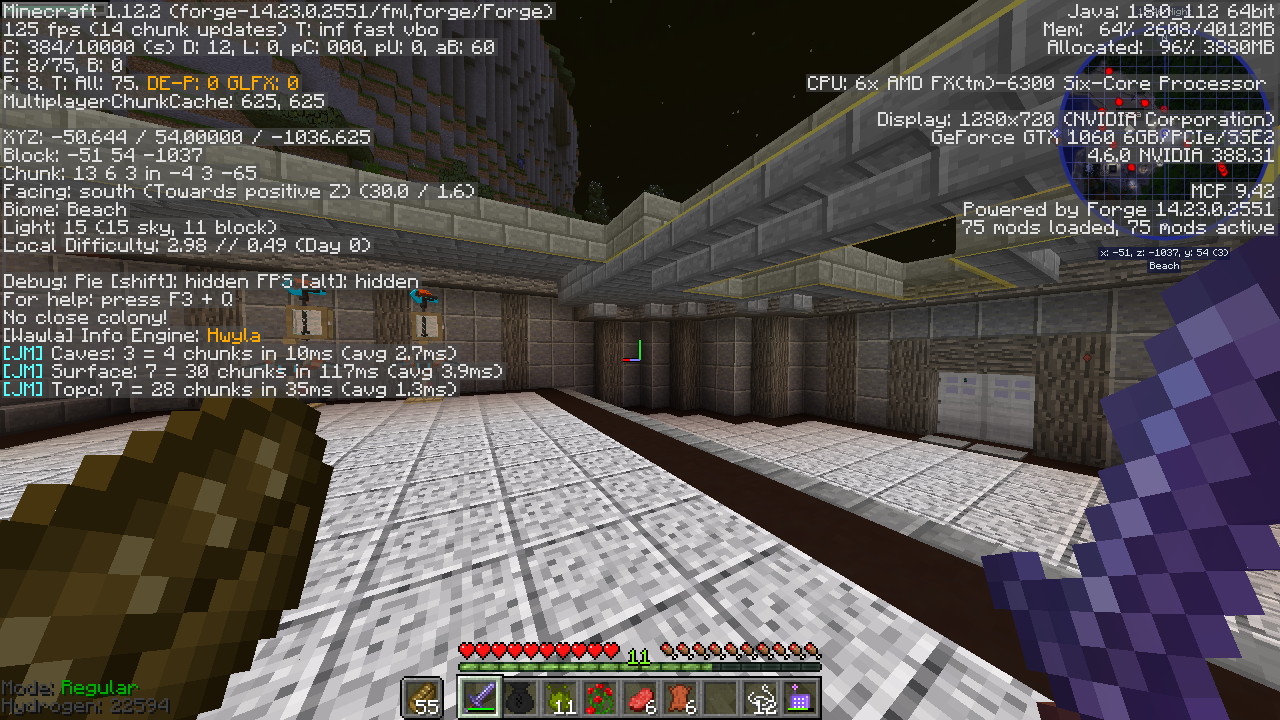 Minecraft 1.12.2 (forge-14.23.0.2551/fml,forge/Forge)
125 fps (14 chunk updates) T: inf fast vbo
C: 384/10000 (s) D: 12, L: 0, pC: 000, pU: 0, aB: 60
E: 8/75, B: 0
P: 8. T: All: 75. DE-P: 0 GLFX: 0
MultiplayerChunkCache: 625, 625
XYZ: -50.644 / 54.00000 / -1036.625
Block: -51 54 -1037
Chunk: 13 6 3 in -4 3 -65
Facing: south (Towards positive Z) (30.0 / 1.6)
Biome: Beach
Light: 15 (15 sky, 11 block)
Local Difficulty: 2.98 // 0.49 (Day 0)
Debug: Pie [shift]: hidden FPS [alt]: hidden
For help: press F3 + Q
No close colony!
[Wawla] Info Engine: Hwyla
[JM] Caves: 3 = 4 chunks in 10ms (avg 2.7ms)
[JM] Surface: 7 = 30 chunks in 117ms (avg 3.9ms)
[JM] Topo: 7 = 28 chunks in 35ms (avg 1.3ms)
Java: 1.8.0_112 64bit
Mem: 64% 2608/4012MB
Allocated: 96% 3880MB
CPU: 6x AMD FX(tm)-6300 Six-Core Processor
Display: 1280x720 (NVIDIA Corporation)
GeForce GTX 1060 6GB/PCIe/SSE2
4.6.0 NVIDIA 388.31
MCP 9.42
Powered by Forge 14.23.0.2551
75 mods loaded, 75 mods active
x: -51, z: -1037, y: 54 (3)
Beach
Mode: Regular
Hydrogen: 22594
11
55
11
6
6
12